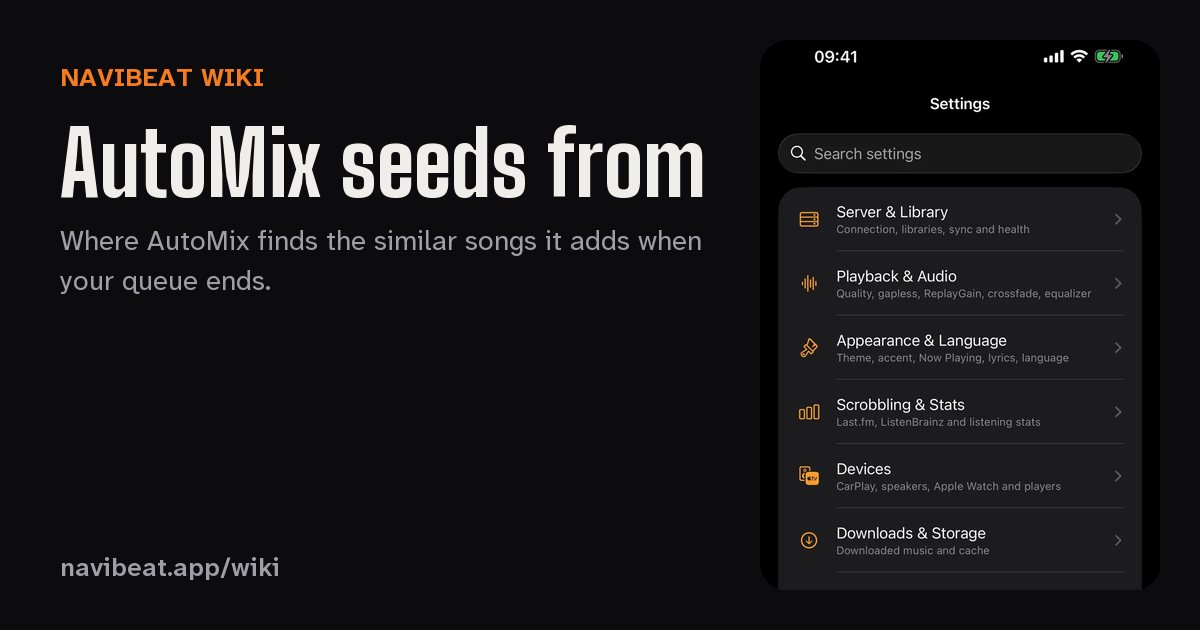 NAVIBEAT WIKI
AutoMix seeds from
Where AutoMix finds the similar songs it adds when
your queue ends.
navibeat.app/wiki
09:41
Settings
Search settings
Server & Library
Connection, libraries, sync and health
Playback & Audio
Quality, gapless, ReplayGain, crossfade, equalizer
Appearance & Language
Theme, accent, Now Playing, lyrics, language
Scrobbling & Stats
Last.fm, ListenBrainz and listening stats
Devices
CarPlay, speakers, Apple Watch and players
Downloads & Storage
Downloaded music and cache